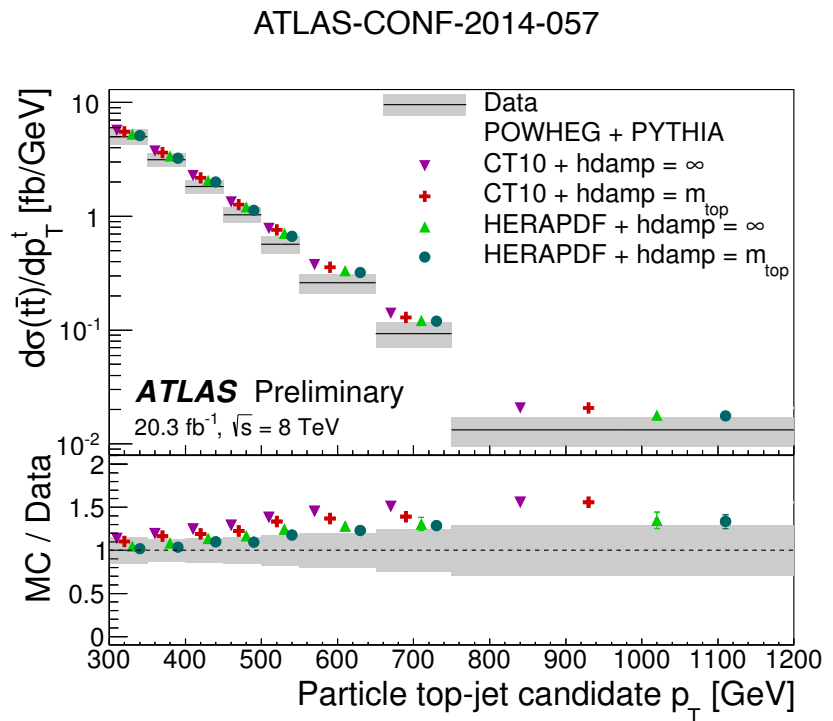 ATLAS-CONF-2014-057
dσ(tt̄)/dp_T^t [fb/GeV]
10
1
10⁻¹
10⁻²
Data
POWHEG + PYTHIA
CT10 + hdamp = ∞
CT10 + hdamp = m_top
HERAPDF + hdamp = ∞
HERAPDF + hdamp = m_top
ATLAS Preliminary
20.3 fb⁻¹, √s = 8 TeV
MC / Data
2
1.5
1
0.5
0
300 400 500 600 700 800 900 1000 1100 1200
Particle top-jet candidate p_T [GeV]